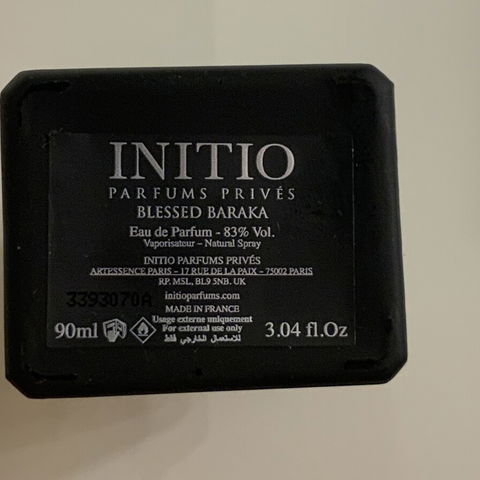 INITIO
PARFUMS PRIVÉS
BLESSED BARAKA
Eau de Parfum - 83% Vol.
Vaporisateur – Natural Spray
INITIO PARFUMS PRIVÉS
ARTESSENCE PARIS – 17 RUE DE LA PAIX – 75002 PARIS
RP. MSL, BL9 5NB. UK
3393070A
initioparfums.com
MADE IN FRANCE
Usage externe uniquement
90ml
For external use only
3.04 fl.Oz
للاستعمال الخارجي فقط